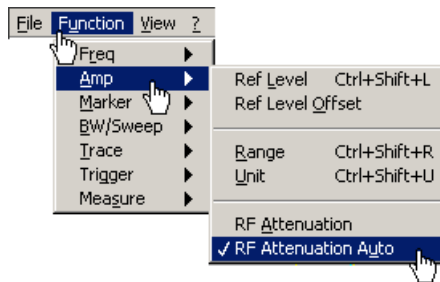 File Function View ?
Freq
Amp
Marker
BW/Sweep
Trace
Trigger
Measure
Ref Level Ctrl+Shift+L
Ref Level Offset
Range Ctrl+Shift+R
Unit Ctrl+Shift+U
RF Attenuation
✓ RF Attenuation Auto